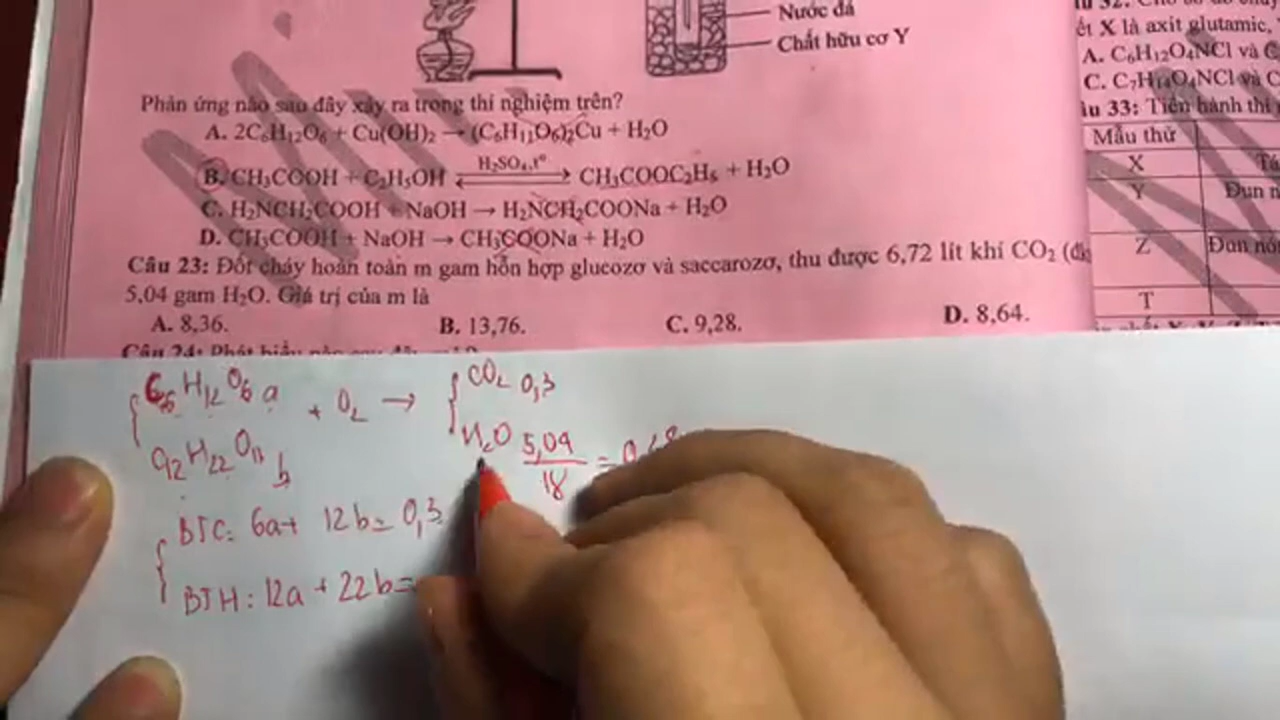 Nước đá
Chất hữu cơ Y
Phản ứng nào sau đây xảy ra trong thí nghiệm trên?
A. 2C₆H₁₂O₆ + Cu(OH)₂ → (C₆H₁₁O₆)₂Cu + H₂O
B. CH₃COOH + C₂H₅OH ⇌ CH₃COOC₂H₅ + H₂O
H₂SO₄,t°
C. H₂NCH₂COOH + NaOH → H₂NCH₂COONa + H₂O
D. CH₃COOH + NaOH → CH₃COONa + H₂O
Câu 23: Đốt cháy hoàn toàn m gam hỗn hợp glucozơ và saccarozơ, thu được 6,72 lít khí CO₂
5,04 gam H₂O. Giá trị của m là
A. 8,36. B. 13,76. C. 9,28. D. 8,64.
C₆H₁₂O₆ a + O₂ → CO₂ 0,3
C₁₂H₂₂O₁₁ b H₂O 5,04/18 =
BTC: 6a + 12b = 0,3
BTH: 12a + 22b =
ết X là axit glutamic,
A. C₆H₁₂O₄NCl và
C. C₇H₁₄O₄NCl và
33: Tiến hành thí
Mẫu thử
X
Y Đun
Z Đun
T